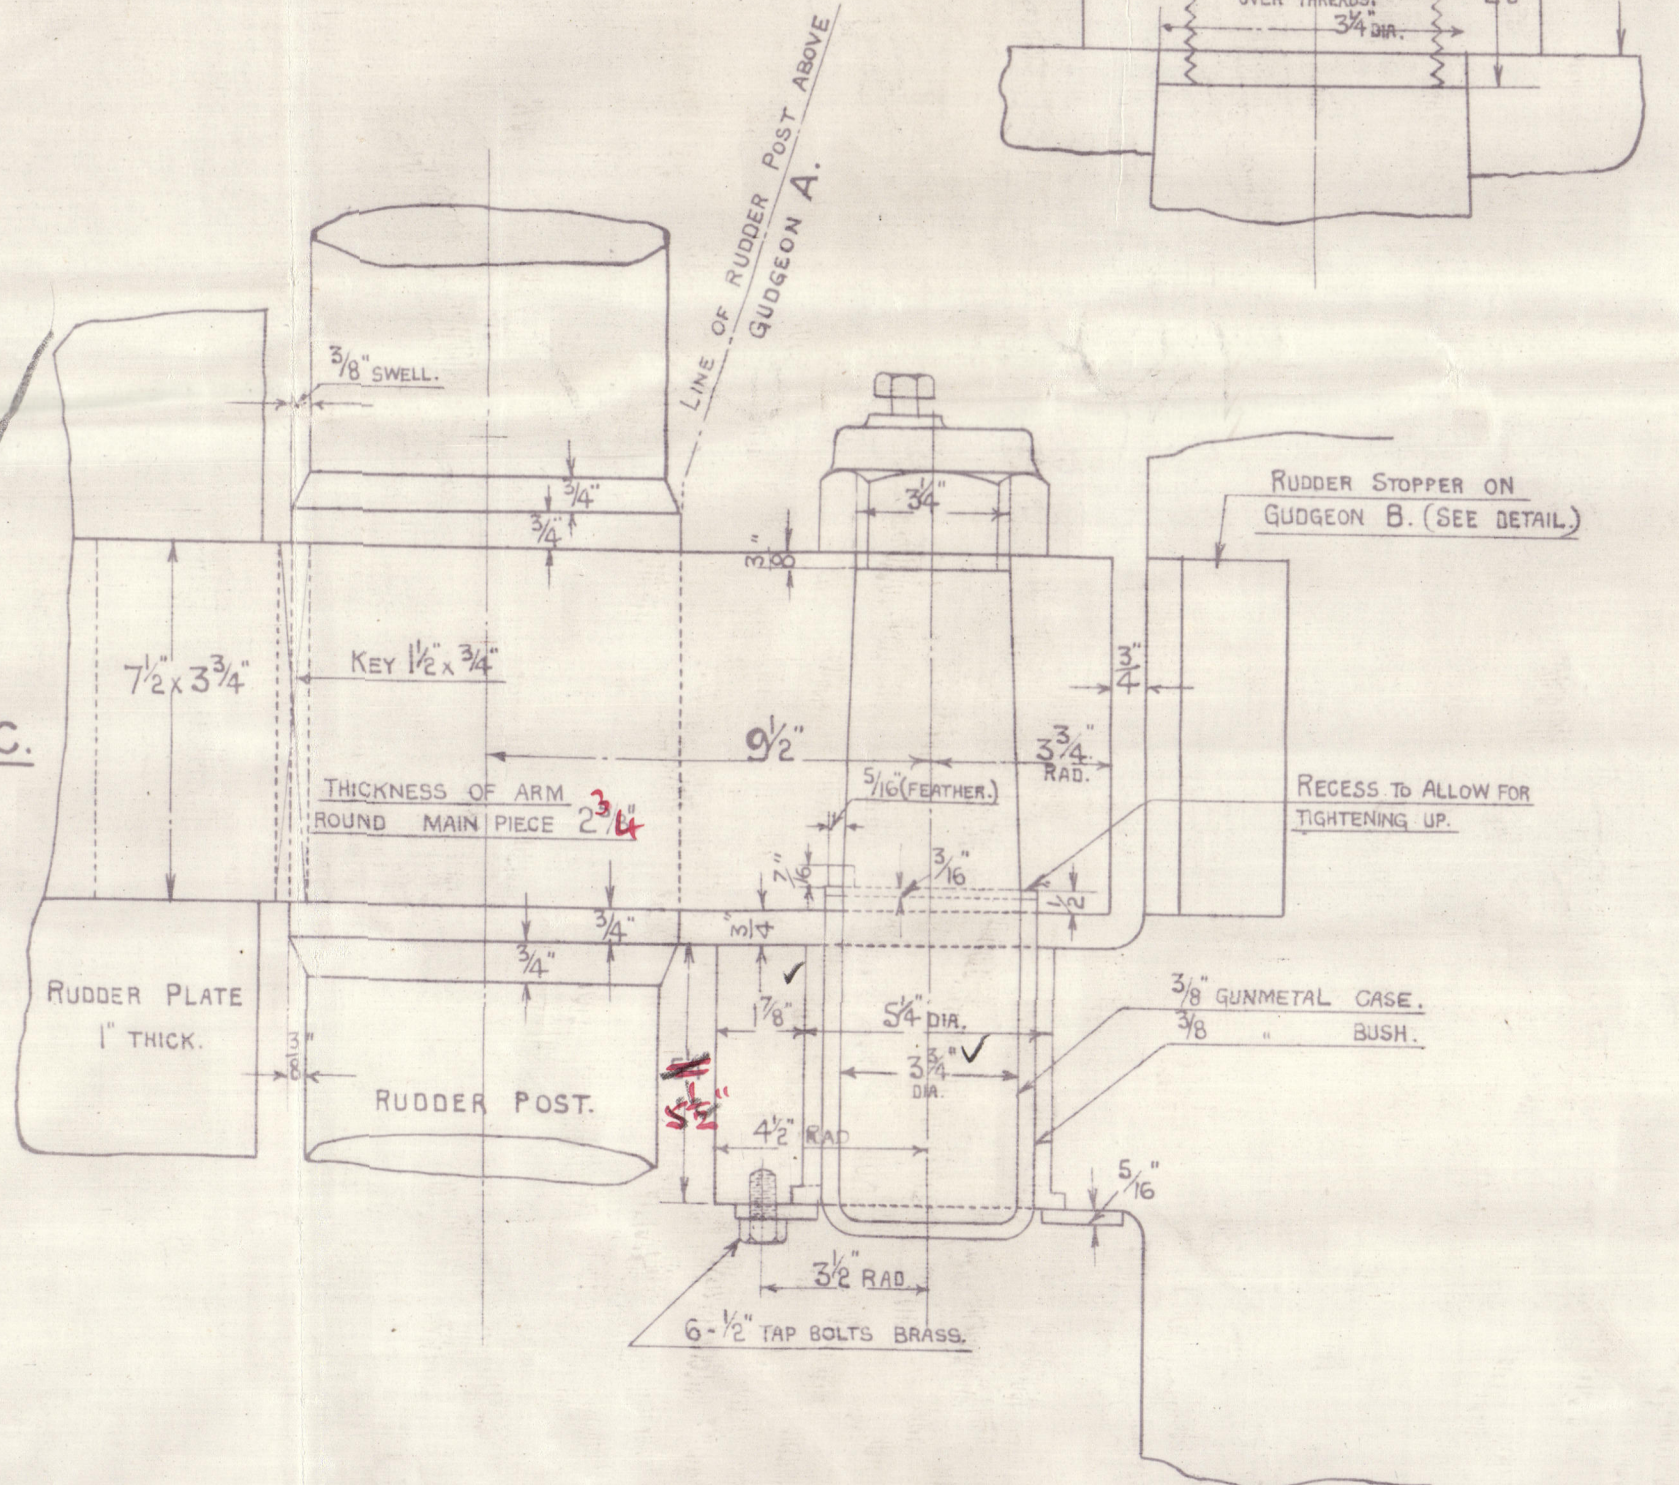 OVER THREADS.
3 1/4" DIA.
LINE OF RUDDER POST ABOVE
GUDGEON A.
3/8" SWELL.
3/4"
3/4"
3 1/4"
3/8"
RUDDER STOPPER ON
GUDGEON B. (SEE DETAIL.)
7 1/2" x 3 3/4"
KEY 1 1/2" x 3/4"
3/4"
C.
9 1/2"
3 3/4"
RAD.
5/16" (FEATHER.)
THICKNESS OF ARM
ROUND MAIN PIECE 2 3/4"
RECESS TO ALLOW FOR
TIGHTENING UP.
7/16"
3/16"
1/2"
3/4"
3/4"
3/4"
RUDDER PLATE
1" THICK.
1 7/8"
5 1/4" DIA.
3/8" GUNMETAL CASE.
3/8 " BUSH.
3/8"
3 3/4"
DIA.
5 1/2"
RUDDER POST.
4 1/2" RAD
5/16"
3 1/2" RAD.
6 - 1/2" TAP BOLTS BRASS.